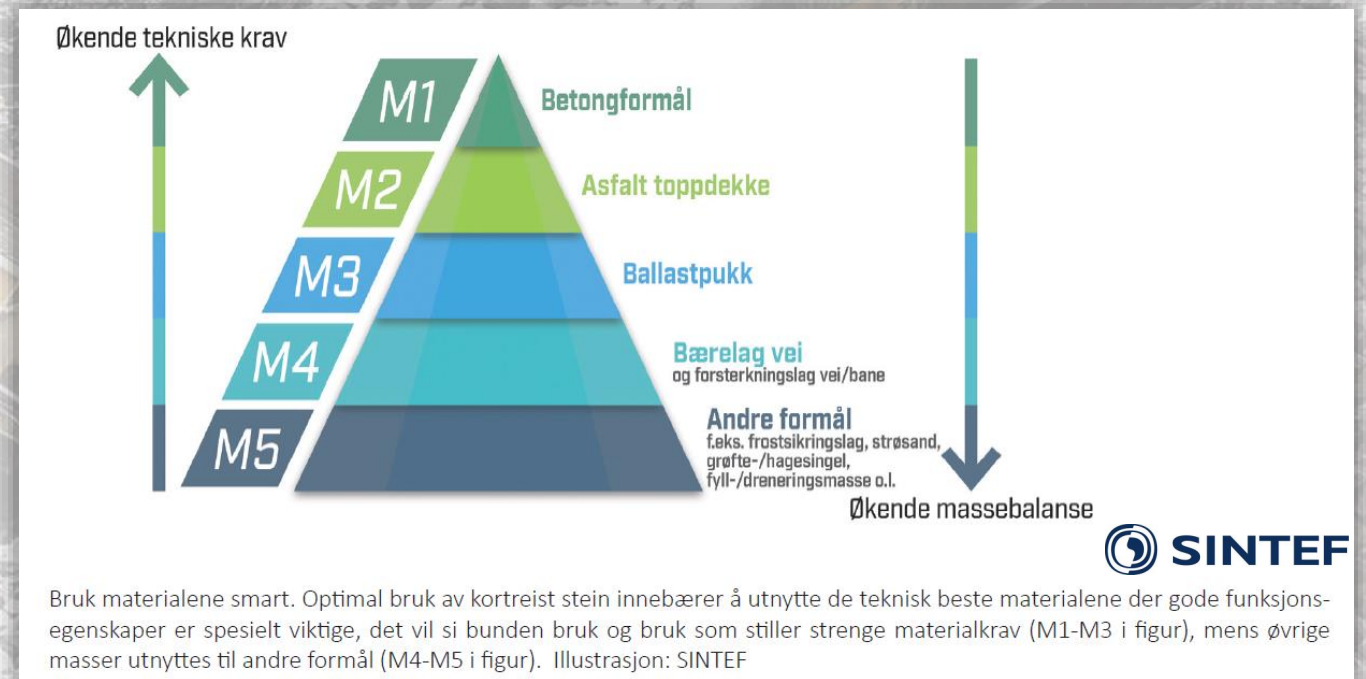 Økende tekniske krav
M1
Betongformål
M2
Asfalt toppdekke
M3
Ballastpukk
M4
Bærelag vei
og forsterkningslag vei/bane
M5
Andre formål
f.eks. frostsikringslag, strøsand,
grøfte-/hagesingel,
fyll-/dreneringsmasse o.l.
Økende massebalanse
SINTEF
Bruk materialene smart. Optimal bruk av kortreist stein innebærer å utnytte de teknisk beste materialene der gode funksjons-
egenskaper er spesielt viktige, det vil si bunden bruk og bruk som stiller strenge materialkrav (M1-M3 i figur), mens øvrige
masser utnyttes til andre formål (M4-M5 i figur). Illustrasjon: SINTEF